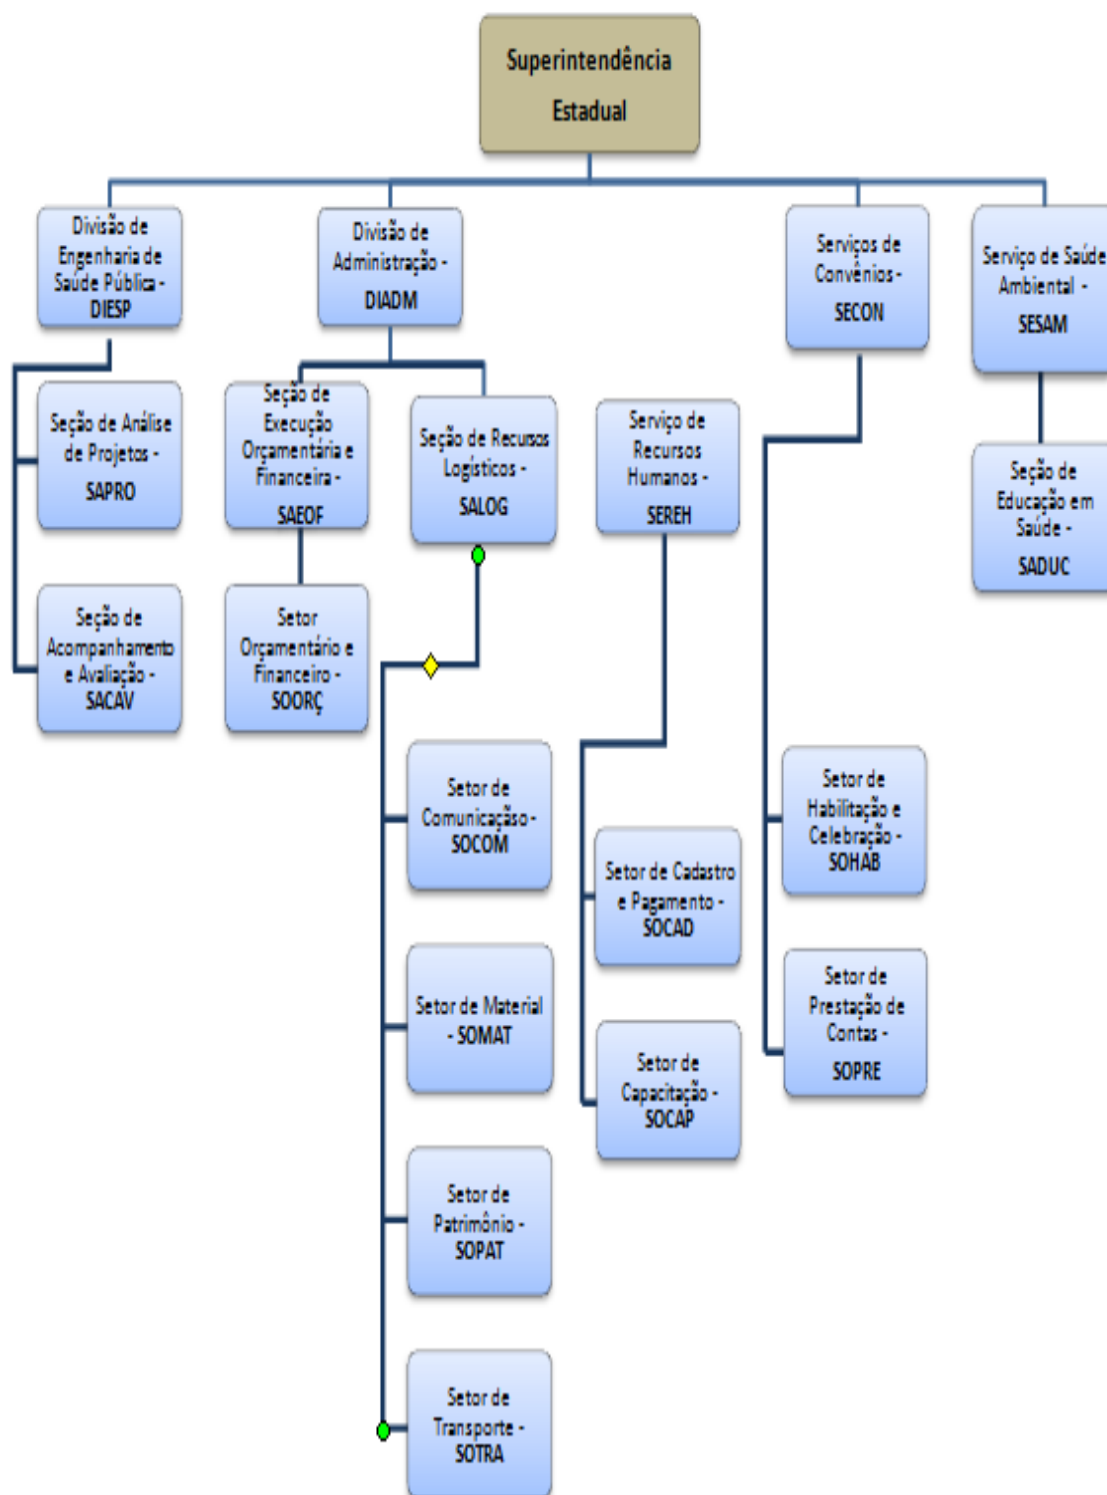 Superintendência
Estadual
Divisão de
Engenharia de
Saúde Pública -
DIESP
Divisão de
Administração -
DIADM
Serviços de
Convênios -
SECON
Serviço de Saúde
Ambiental -
SESAM
Seção de Análise
de Projetos -
SAPRO
Seção de
Execução
Orçamentária e
Financeira -
SAEOF
Seção de Recursos
Logísticos -
SALOG
Serviço de
Recursos
Humanos -
SEREH
Seção de
Educação em
Saúde -
SADUC
Seção de
Acompanhamento
e Avaliação -
SACAV
Setor
Orçamentário e
Financeiro -
SOORÇ
Setor de
Comunicaçãso -
SOCOM
Setor de Cadastro
e Pagamento -
SOCAD
Setor de
Habilitação e
Celebração -
SOHAB
Setor de Material
- SOMAT
Setor de
Capacitação -
SOCAP
Setor de
Prestação de
Contas -
SOPRE
Setor de
Patrimônio -
SOPAT
Setor de
Transporte -
SOTRA